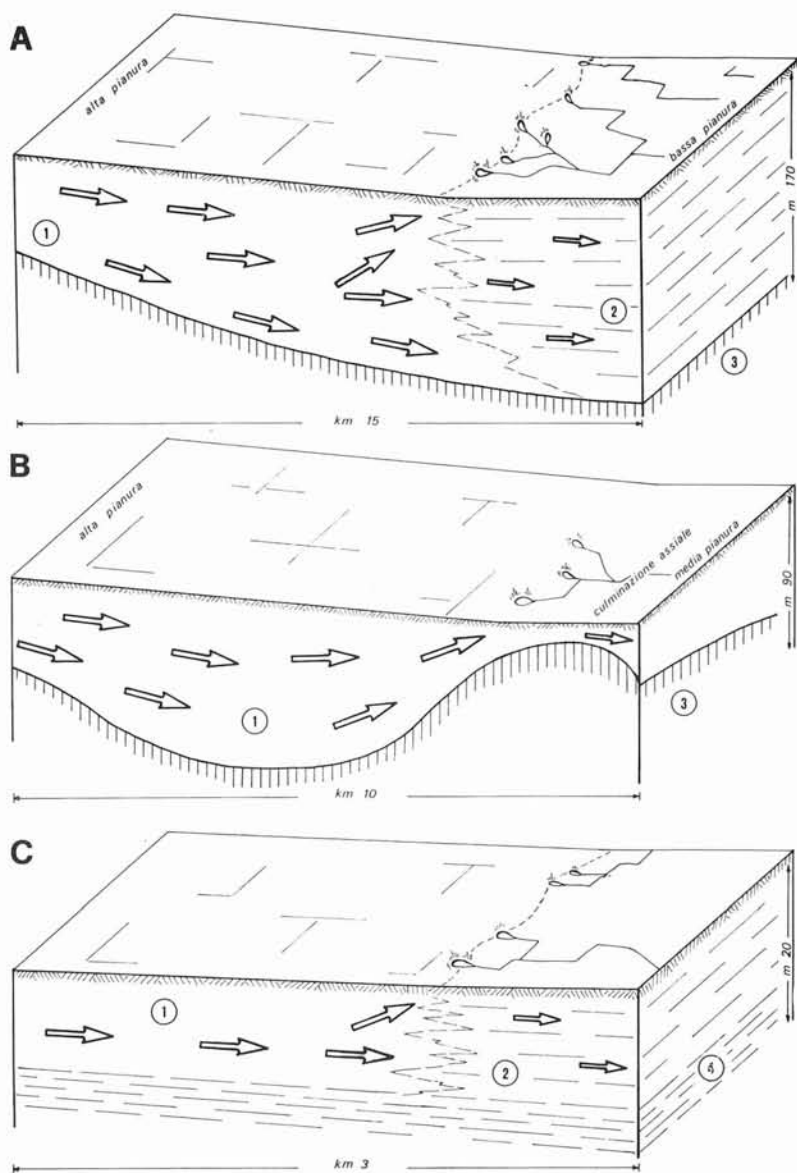 A
alta pianura
bassa pianura
m 170
1
2
3
km 15
B
alta pianura
culminazione assiale
media pianura
m 90
1
3
km 10
C
1
2
m 20
4
km 3